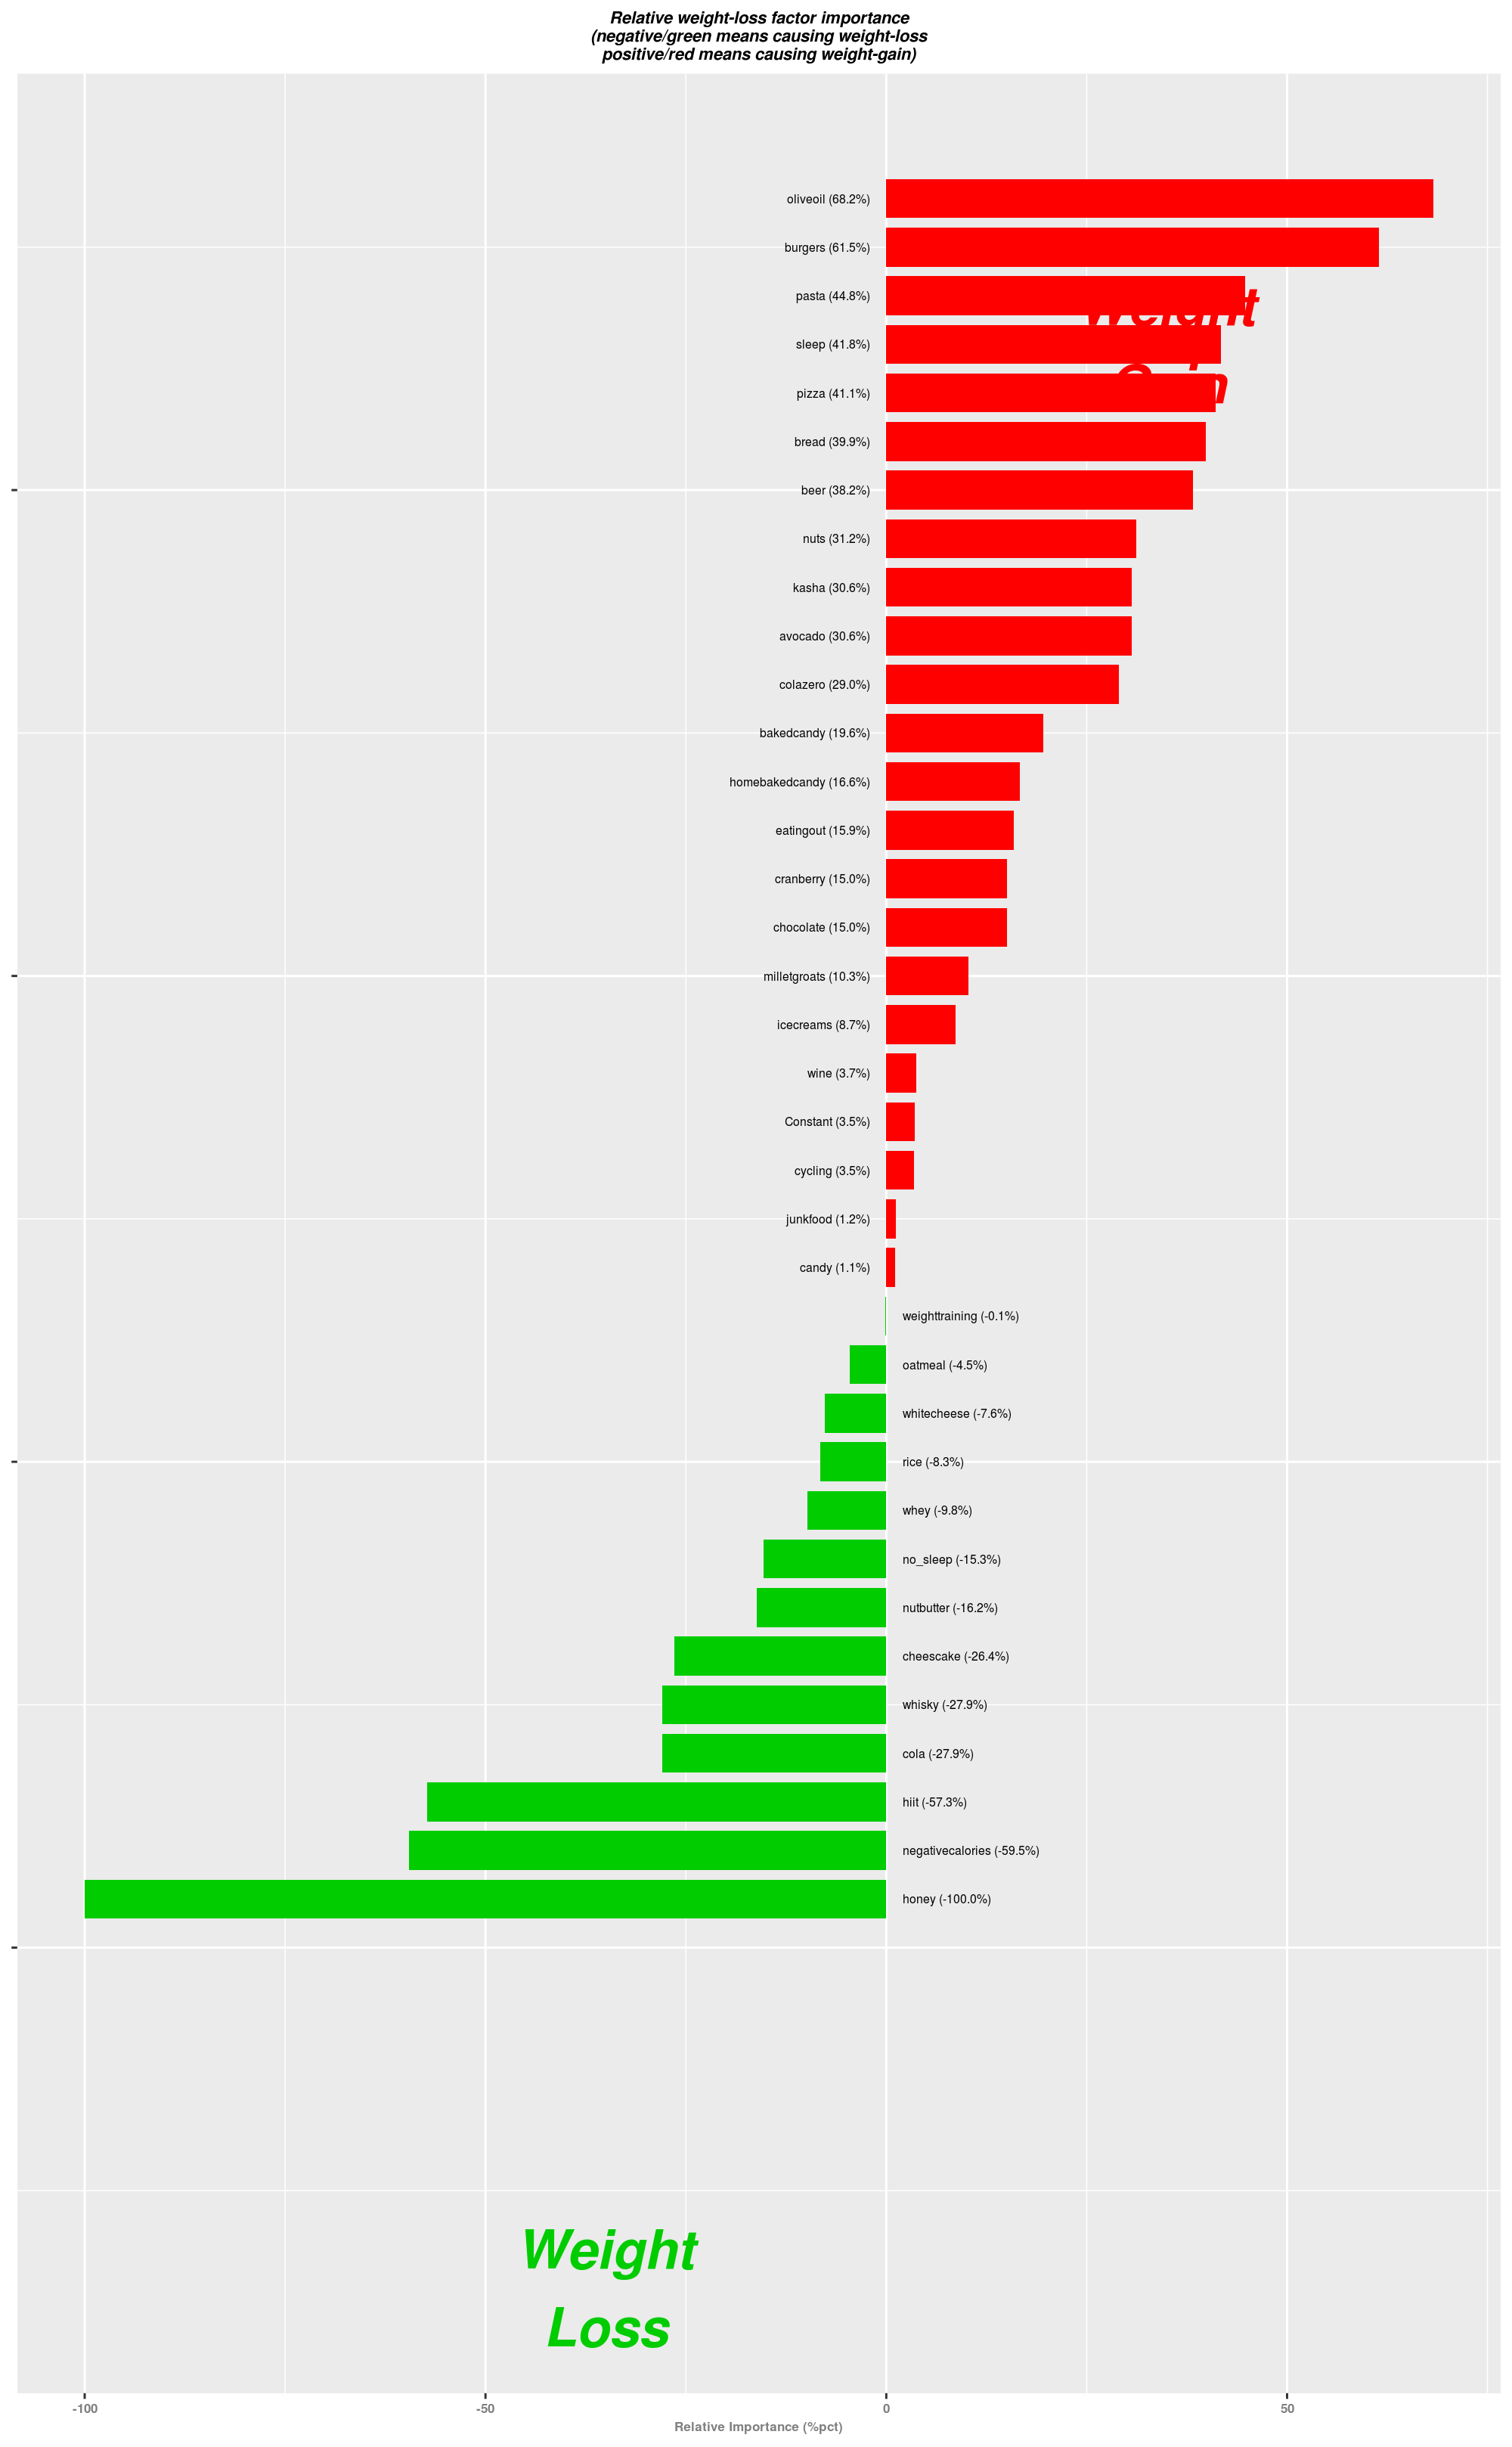 Relative weight-loss factor importance
(negative/green means causing weight-loss
positive/red means causing weight-gain)
oliveoil (68.2%)
burgers (61.5%)
pasta (44.8%)
Weight
sleep (41.8%)
pizza (41.1%)
Gain
bread (39.9%)
beer (38.2%)
nuts (31.2%)
kasha (30.6%)
avocado (30.6%)
colazero (29.0%)
bakedcandy (19.6%)
homebakedcandy (16.6%)
eatingout (15.9%)
cranberry (15.0%)
chocolate (15.0%)
milletgroats (10.3%)
icecreams (8.7%)
wine (3.7%)
Constant (3.5%)
cycling (3.5%)
junkfood (1.2%)
candy (1.1%)
weighttraining (-0.1%)
oatmeal (-4.5%)
whitecheese (-7.6%)
rice (-8.3%)
whey (-9.8%)
no_sleep (-15.3%)
nutbutter (-16.2%)
cheescake (-26.4%)
whisky (-27.9%)
cola (-27.9%)
hiit (-57.3%)
negativecalories (-59.5%)
honey (-100.0%)
Weight
Loss
-100 -50 0 50
Relative Importance (%pct)